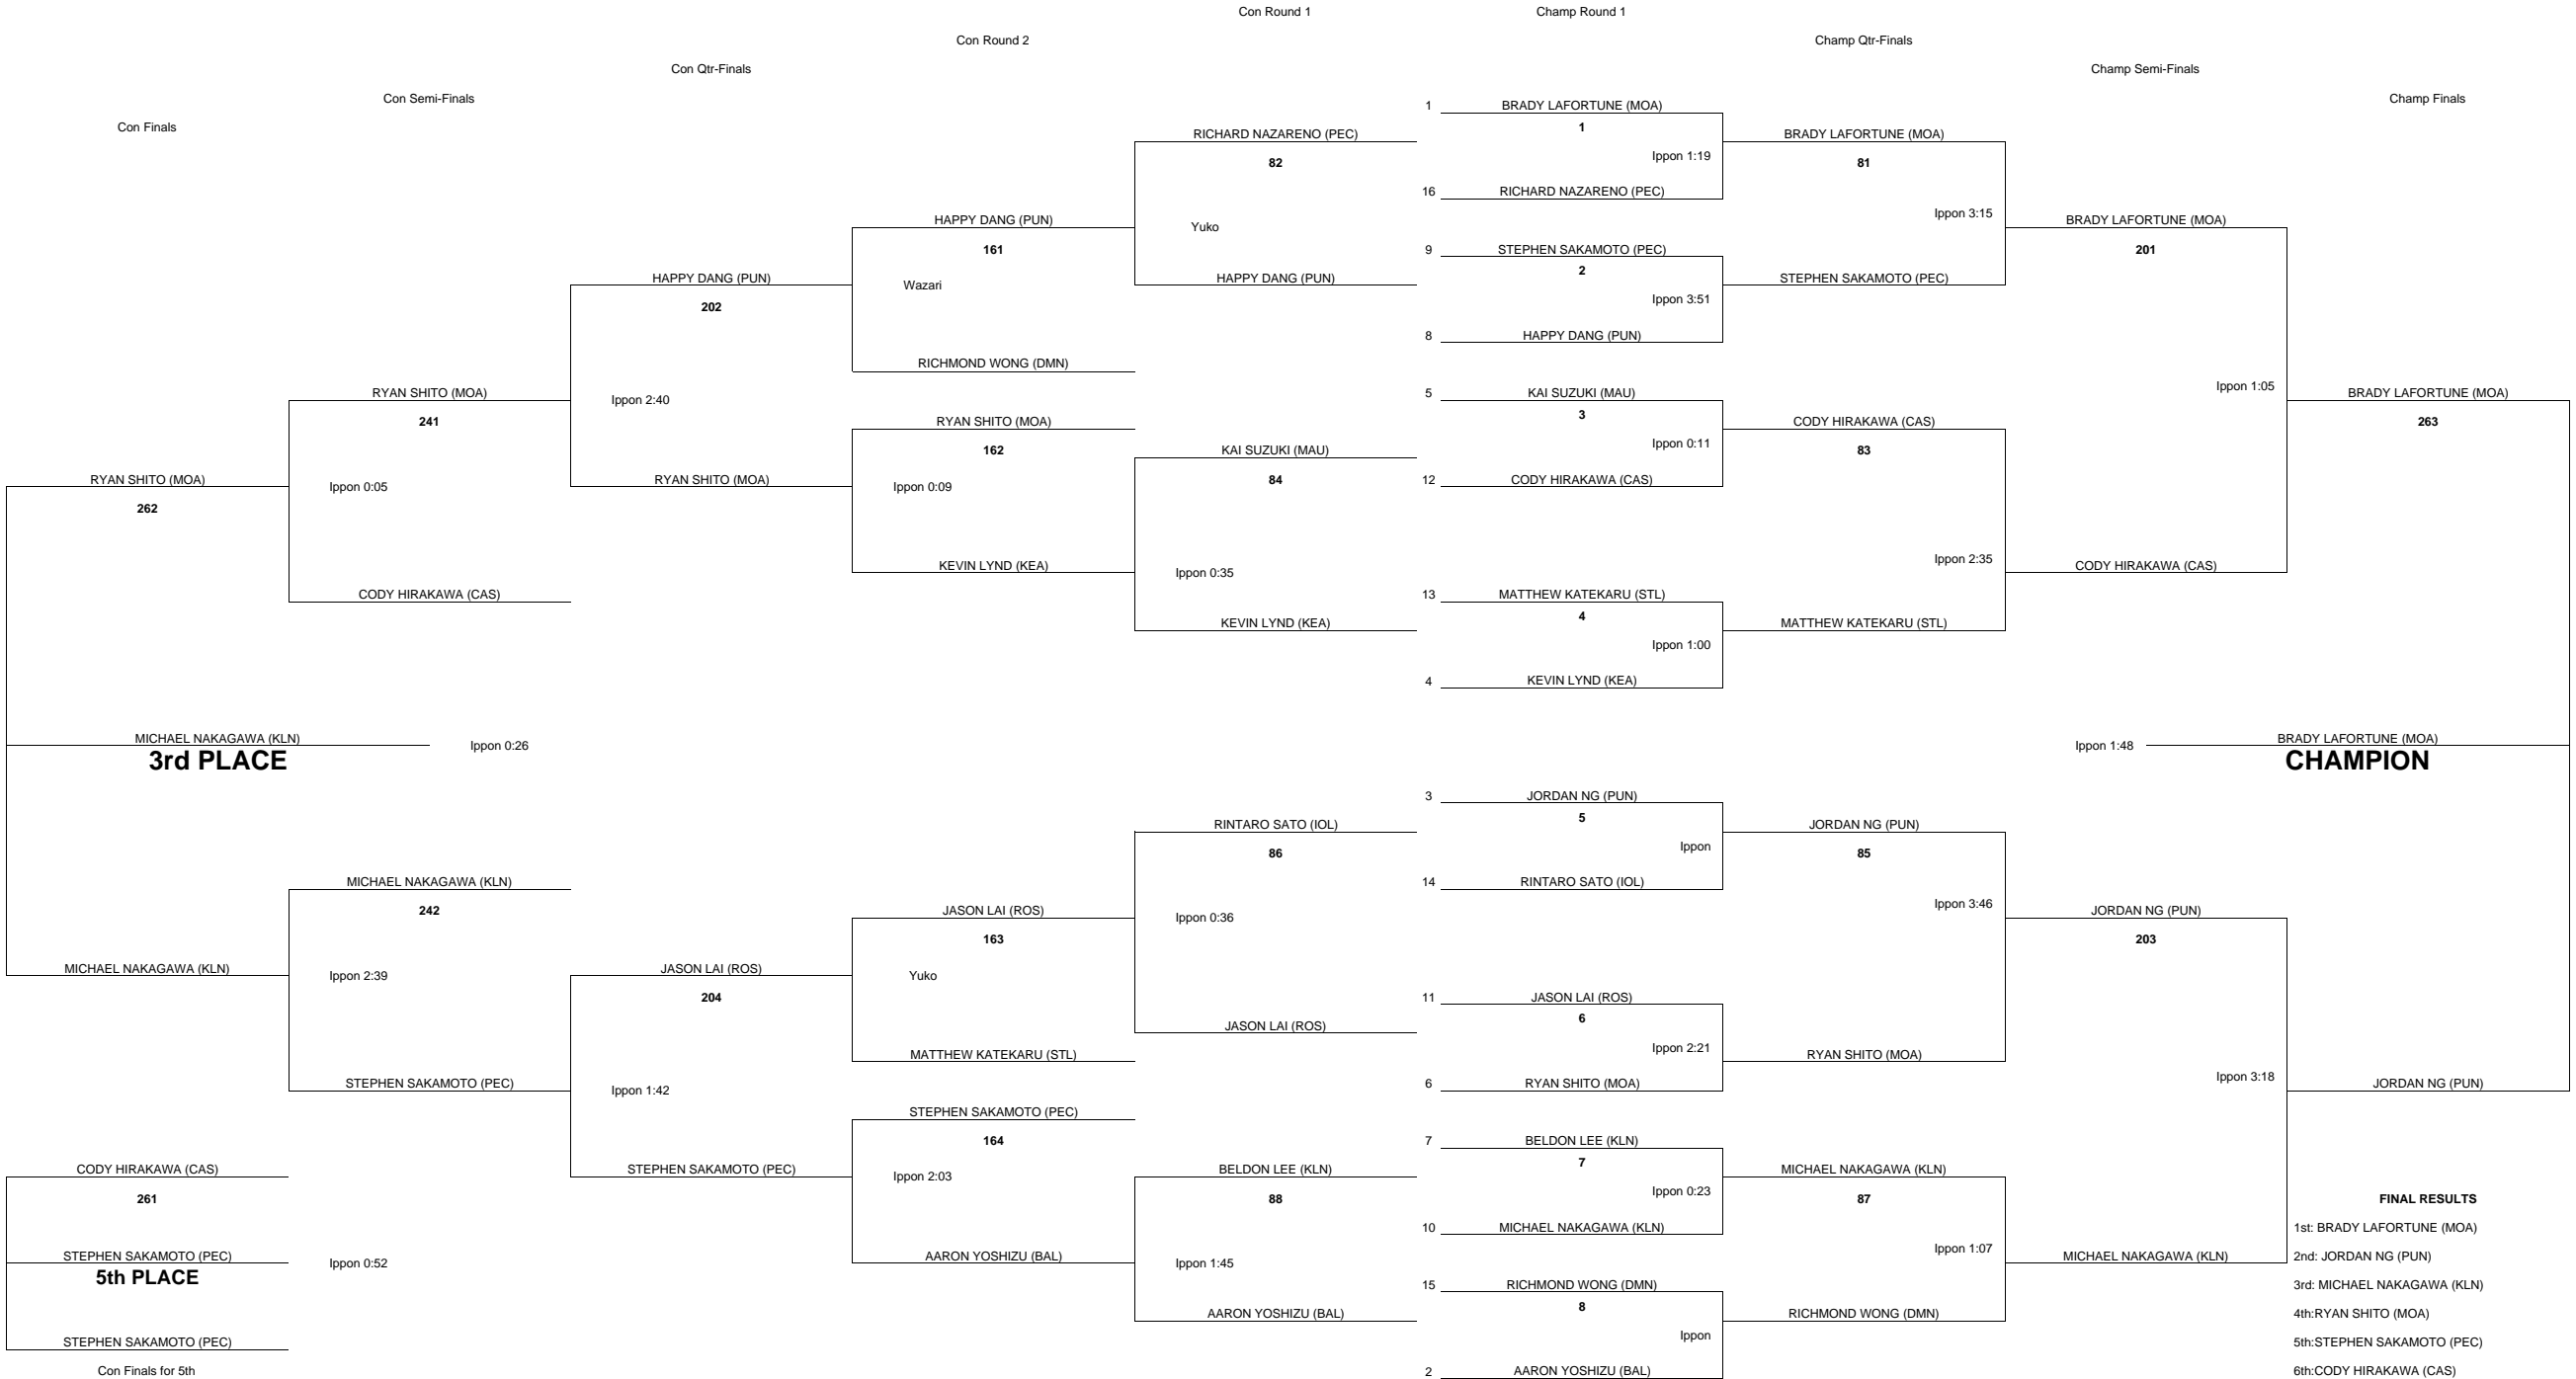 Con Round 1
Champ Round 1
Con Round 2
Champ Qtr-Finals
Con Qtr-Finals
Champ Semi-Finals
Con Semi-Finals
Champ Finals
Con Finals
1 BRADY LAFORTUNE (MOA)
1
Ippon 1:19
16 RICHARD NAZARENO (PEC)
9 STEPHEN SAKAMOTO (PEC)
2
Ippon 3:51
8 HAPPY DANG (PUN)
5 KAI SUZUKI (MAU)
3
Ippon 0:11
12 CODY HIRAKAWA (CAS)
13 MATTHEW KATEKARU (STL)
4
Ippon 1:00
4 KEVIN LYND (KEA)
3 JORDAN NG (PUN)
5
Ippon
14 RINTARO SATO (IOL)
11 JASON LAI (ROS)
6
Ippon 2:21
6 RYAN SHITO (MOA)
7 BELDON LEE (KLN)
7
Ippon 0:23
10 MICHAEL NAKAGAWA (KLN)
15 RICHMOND WONG (DMN)
8
Ippon
2 AARON YOSHIZU (BAL)
BRADY LAFORTUNE (MOA)
81
Ippon 3:15
STEPHEN SAKAMOTO (PEC)
CODY HIRAKAWA (CAS)
83
Ippon 2:35
MATTHEW KATEKARU (STL)
JORDAN NG (PUN)
85
Ippon 3:46
RYAN SHITO (MOA)
MICHAEL NAKAGAWA (KLN)
87
Ippon 1:07
RICHMOND WONG (DMN)
BRADY LAFORTUNE (MOA)
201
Ippon 1:05
CODY HIRAKAWA (CAS)
JORDAN NG (PUN)
203
Ippon 3:18
MICHAEL NAKAGAWA (KLN)
BRADY LAFORTUNE (MOA)
263
Ippon 1:48
BRADY LAFORTUNE (MOA)
CHAMPION
JORDAN NG (PUN)
RICHARD NAZARENO (PEC)
82
Yuko
HAPPY DANG (PUN)
KAI SUZUKI (MAU)
84
Ippon 0:35
KEVIN LYND (KEA)
RINTARO SATO (IOL)
86
Ippon 0:36
JASON LAI (ROS)
BELDON LEE (KLN)
88
Ippon 1:45
AARON YOSHIZU (BAL)
HAPPY DANG (PUN)
161
Wazari
RICHMOND WONG (DMN)
RYAN SHITO (MOA)
162
Ippon 0:09
KEVIN LYND (KEA)
JASON LAI (ROS)
163
Yuko
MATTHEW KATEKARU (STL)
STEPHEN SAKAMOTO (PEC)
164
Ippon 2:03
AARON YOSHIZU (BAL)
HAPPY DANG (PUN)
202
Ippon 2:40
RYAN SHITO (MOA)
JASON LAI (ROS)
204
Ippon 1:42
STEPHEN SAKAMOTO (PEC)
RYAN SHITO (MOA)
241
Ippon 0:05
CODY HIRAKAWA (CAS)
MICHAEL NAKAGAWA (KLN)
242
Ippon 2:39
STEPHEN SAKAMOTO (PEC)
RYAN SHITO (MOA)
262
MICHAEL NAKAGAWA (KLN)
Ippon 0:26
3rd PLACE
MICHAEL NAKAGAWA (KLN)
CODY HIRAKAWA (CAS)
261
STEPHEN SAKAMOTO (PEC)
Ippon 0:52
5th PLACE
STEPHEN SAKAMOTO (PEC)
Con Finals for 5th
FINAL RESULTS
1st: BRADY LAFORTUNE (MOA)
2nd: JORDAN NG (PUN)
3rd: MICHAEL NAKAGAWA (KLN)
4th:RYAN SHITO (MOA)
5th:STEPHEN SAKAMOTO (PEC)
6th:CODY HIRAKAWA (CAS)